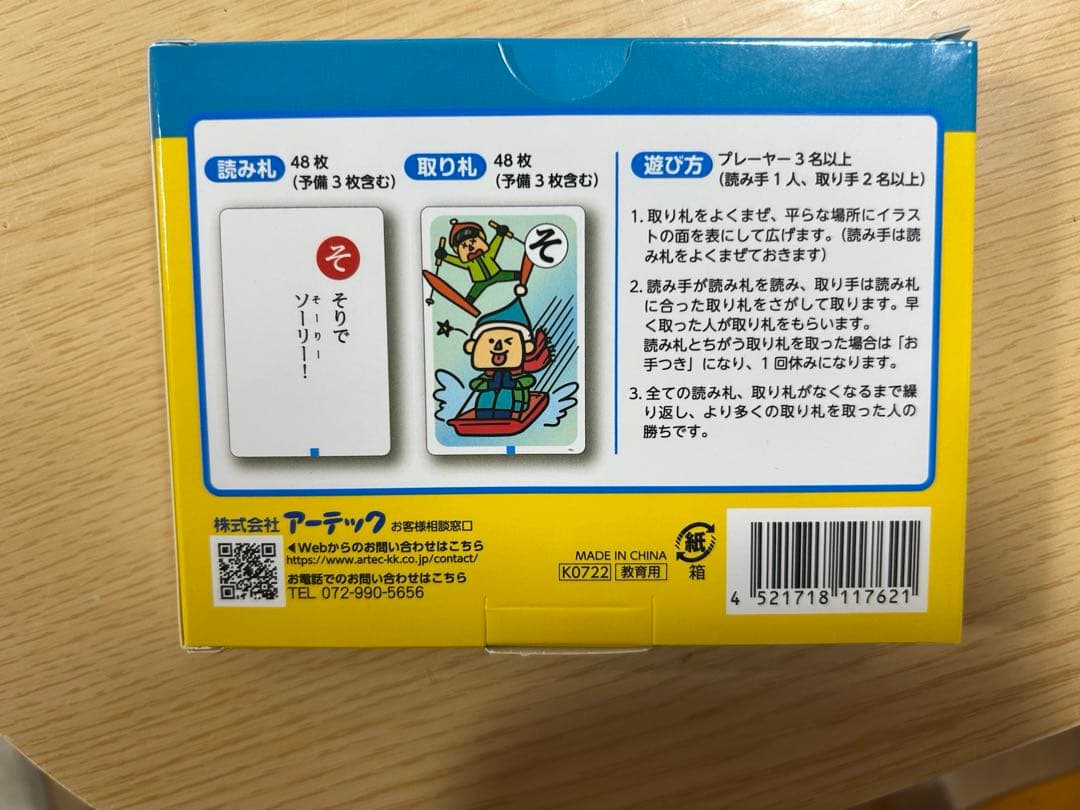 読み札 48枚
(予備3枚含む)
そ
そりで
ソーリー!
そーりー
取り札 48枚
(予備3枚含む)
そ
遊び方 プレーヤー3名以上
(読み手1人、取り手2名以上)
1. 取り札をよくまぜ、平らな場所にイラス
トの面を表にして広げます。(読み手は読
み札をよくまぜておきます)
2. 読み手が読み札を読み、取り手は読み札
に合った取り札をさがして取ります。早
く取った人が取り札をもらいます。
読み札とちがう取り札を取った場合は「お
手つき」になり、1回休みになります。
3. 全ての読み札、取り札がなくなるまで繰
り返し、より多くの取り札を取った人の
勝ちです。
株式会社 アーテック お客様相談窓口
◀Webからのお問い合わせはこちら
https://www.artec-kk.co.jp/contact/
お電話でのお問い合わせはこちら
TEL 072-990-5656
MADE IN CHINA
K0722 教育用
紙
箱
4 521718 117621